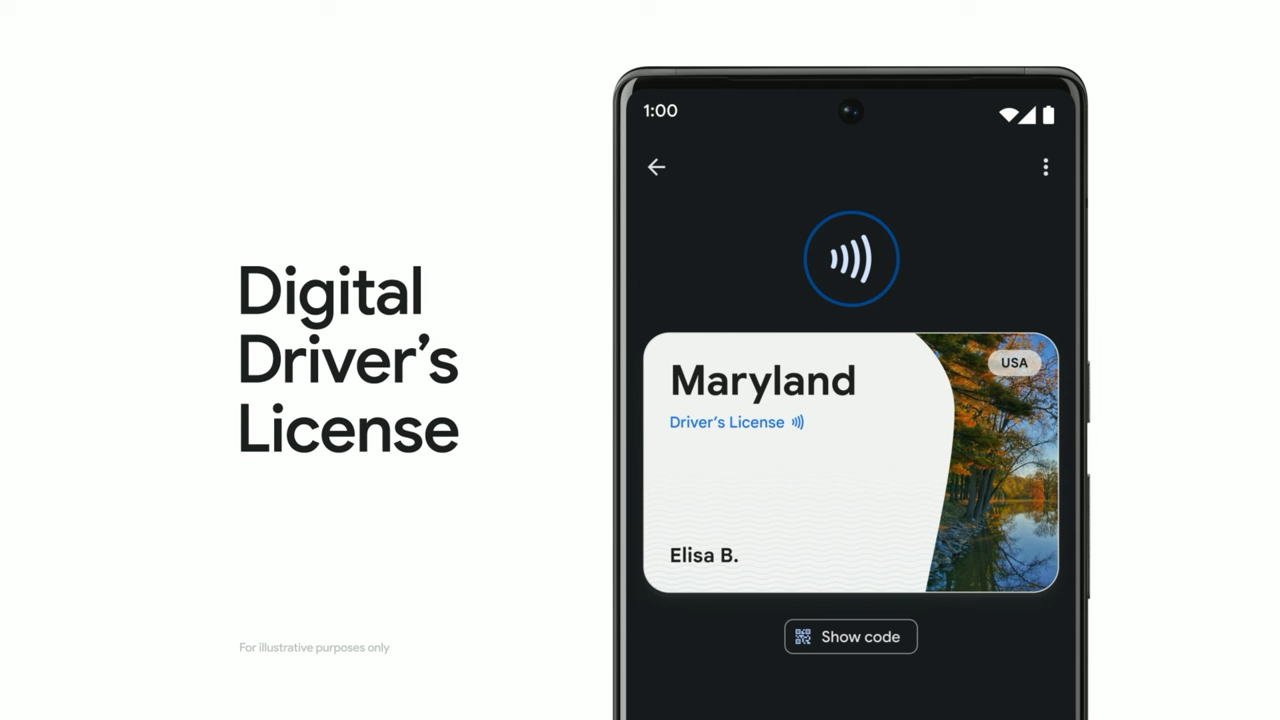 Digital
Driver’s
License
For illustrative purposes only
1:00
USA
Maryland
Driver’s License
Elisa B.
Show code